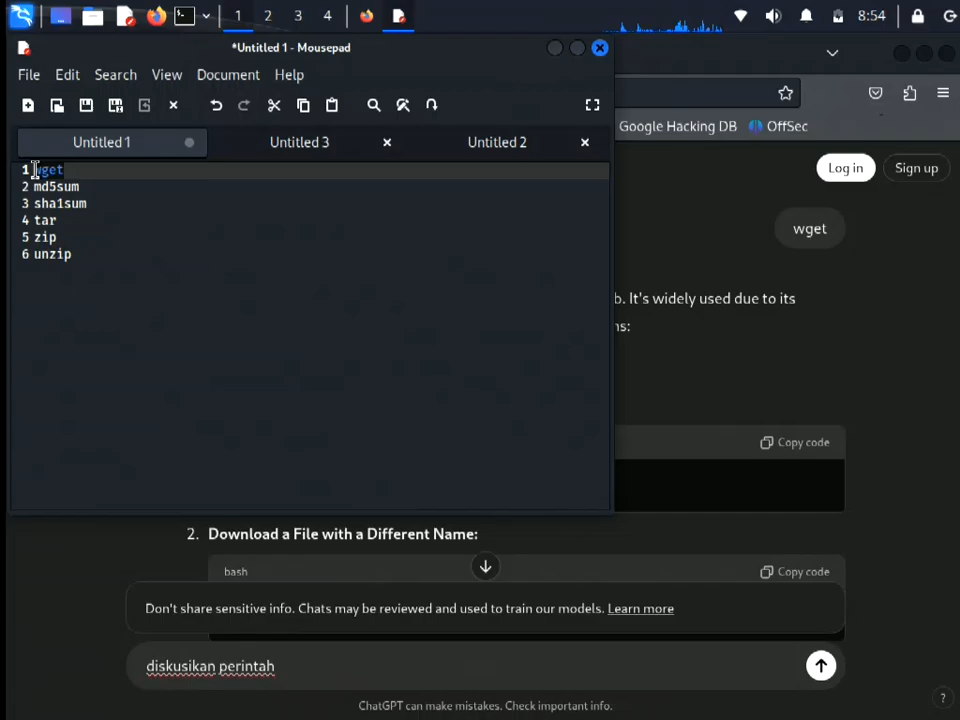 1 2 3 4 8:54
*Untitled 1 - Mousepad
File Edit Search View Document Help
Untitled 1 Untitled 3 Untitled 2
1 wget
2 md5sum
3 sha1sum
4 tar
5 zip
6 unzip
Google Hacking DB OffSec
Log in Sign up
wget
b. It's widely used due to its
ns:
Copy code
2. Download a File with a Different Name:
bash Copy code
Don't share sensitive info. Chats may be reviewed and used to train our models. Learn more
diskusikan perintah
ChatGPT can make mistakes. Check important info.
?